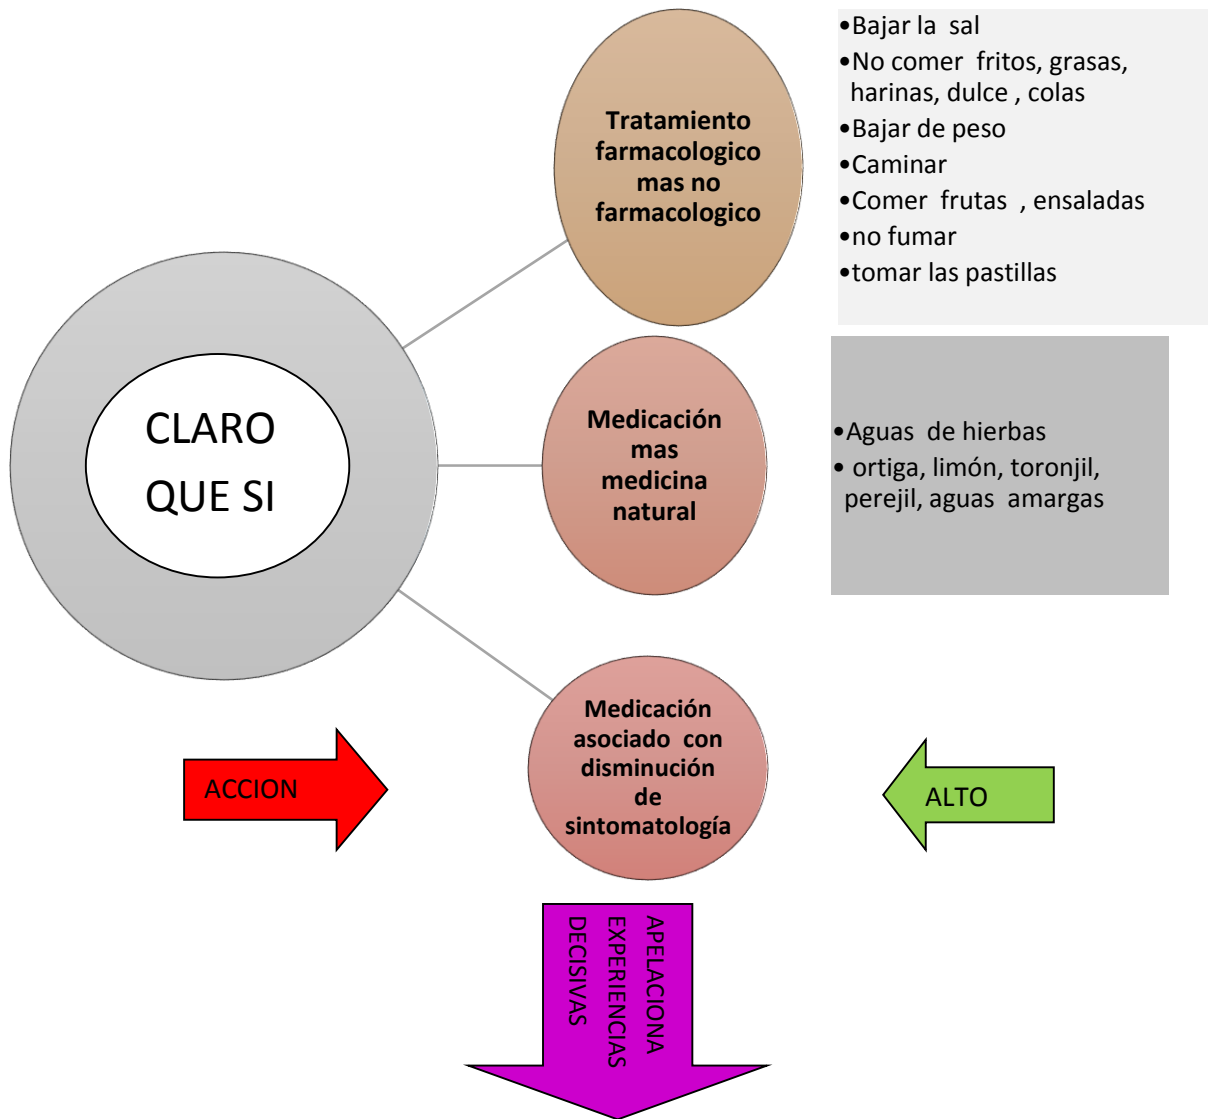 •Bajar la sal
•No comer fritos, grasas,
harinas, dulce , colas
•Bajar de peso
•Caminar
•Comer frutas , ensaladas
•no fumar
•tomar las pastillas
Tratamiento
farmacologico
mas no
farmacologico
CLARO
QUE SI
Medicación
mas
medicina
natural
•Aguas de hierbas
• ortiga, limón, toronjil,
perejil, aguas amargas
Medicación
asociado con
disminución
de
sintomatología
ACCION
ALTO
APELACIONA
EXPERIENCIAS
DECISIVAS